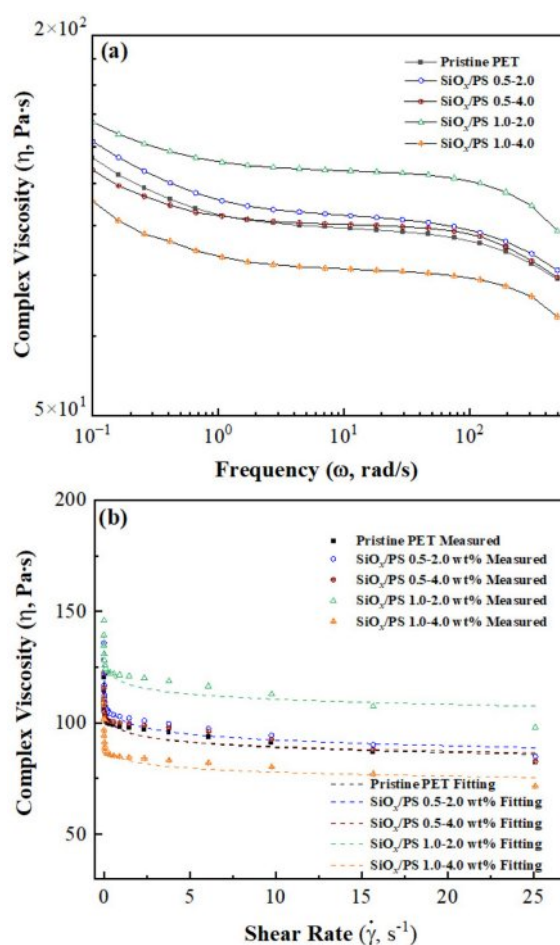 2×10²
(a)
Pristine PET
SiOₓ/PS 0.5-2.0
SiOₓ/PS 0.5-4.0
SiOₓ/PS 1.0-2.0
SiOₓ/PS 1.0-4.0
Complex Viscosity (η, Pa·s)
5×10¹
10⁻¹ 10⁰ 10¹ 10²
Frequency (ω, rad/s)
200
(b)
Pristine PET Measured
SiOₓ/PS 0.5-2.0 wt% Measured
SiOₓ/PS 0.5-4.0 wt% Measured
SiOₓ/PS 1.0-2.0 wt% Measured
SiOₓ/PS 1.0-4.0 wt% Measured
150
Complex Viscosity (η, Pa·s)
100
50
Pristine PET Fitting
SiOₓ/PS 0.5-2.0 wt% Fitting
SiOₓ/PS 0.5-4.0 wt% Fitting
SiOₓ/PS 1.0-2.0 wt% Fitting
SiOₓ/PS 1.0-4.0 wt% Fitting
0 5 10 15 20 25
Shear Rate (γ̇, s⁻¹)